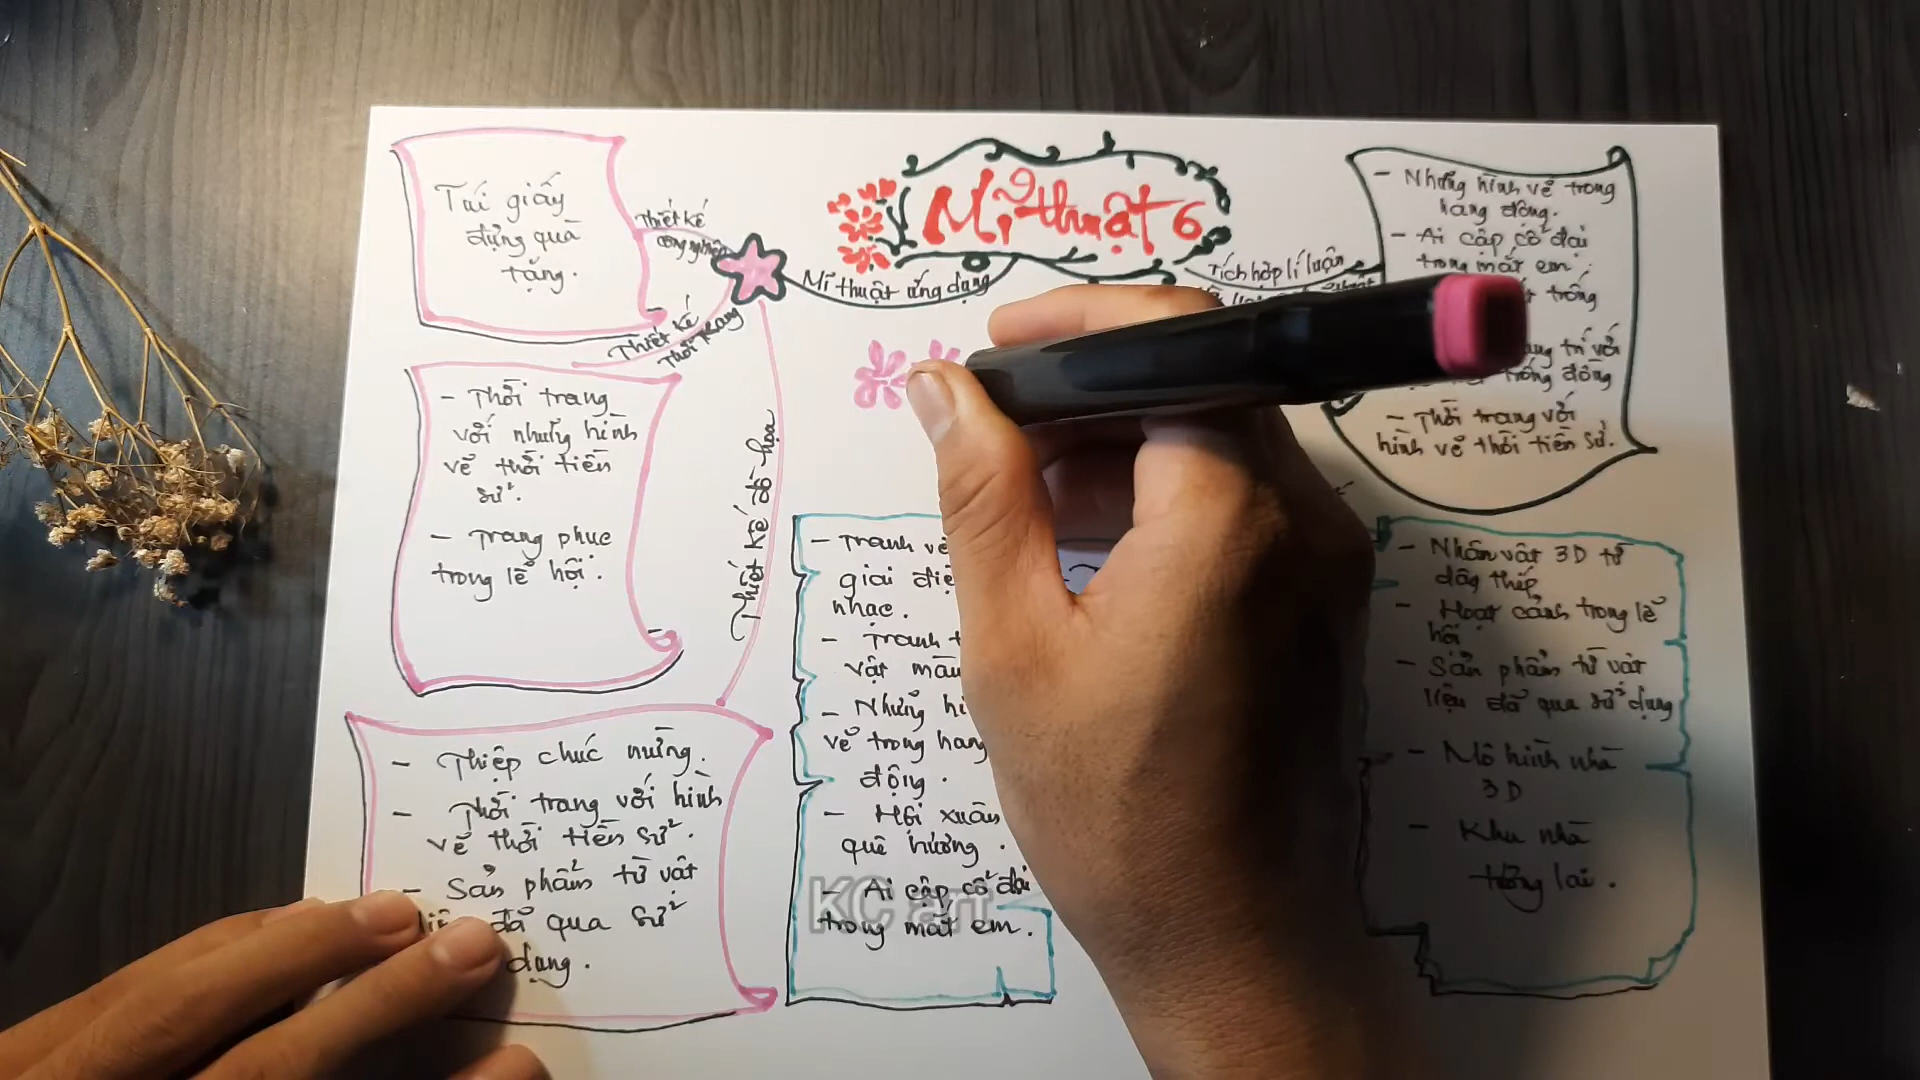 Mĩ thuật 6
Túi giấy
đựng quà
tặng.
Thiết kế
công nghiệp
Thiết kế
thời trang
Mĩ thuật ứng dụng
Thiết kế đồ họa
Tích hợp lí luận
- Thời trang
với những hình
vẽ thời tiền
sử.
- Trang phục
trong lễ hội.
- Thiệp chúc mừng.
- Thời trang với hình
vẽ thời tiền sử.
- Sản phẩm từ vật
đã qua sử
dụng.
- Tranh vẽ
giai điệ
nhạc.
- Tranh t
vật màu
- Những hì
vẽ trong hang
động.
- Hội xuân
quê hương.
- Ai cập cổ đại
trong mắt em.
KC art
- Những hình vẽ trong
hang động.
- Ai cập cổ đại
trong mắt em.
trống
trí với
trống đồng
- Thời trang với
hình vẽ thời tiền sử.
- Nhân vật 3D từ
dây thép
- Hoạt cảnh trong lễ
hội
- Sản phẩm từ vật
liệu đã qua sử dụng
- Mô hình nhà
3D
- Khu nhà
tương lai.